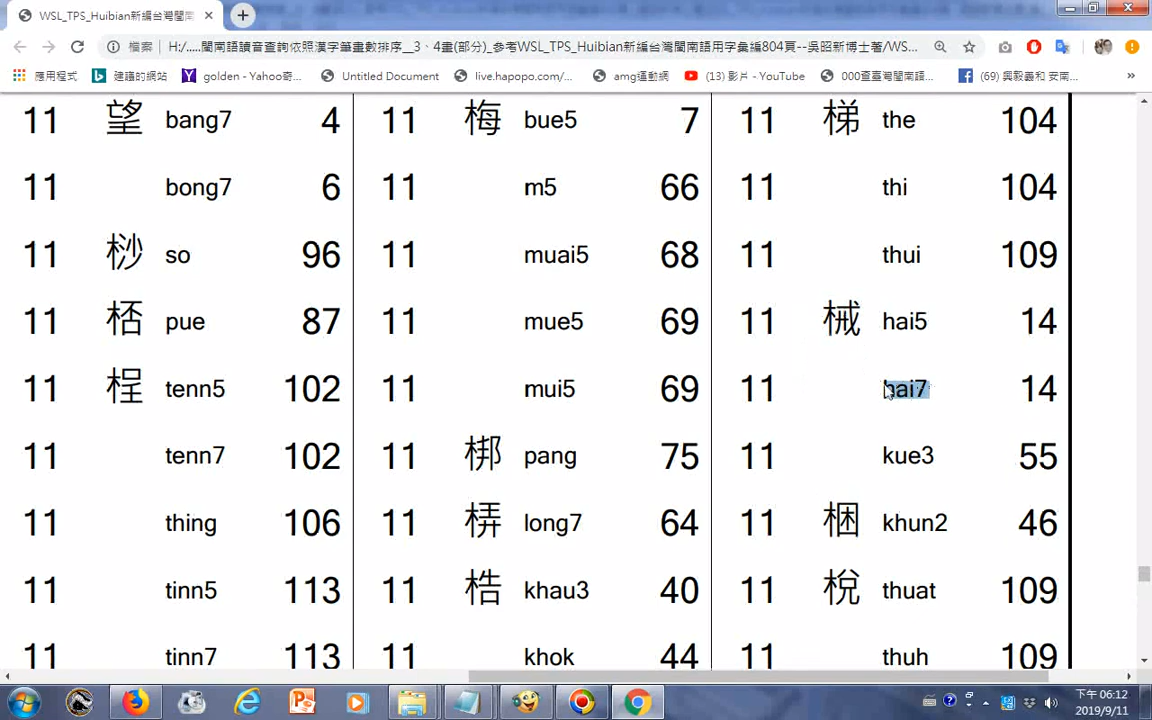 WSL_TPS_Huibian新編台灣閩南
檔案 H:/.....閩南語讀音查詢依照漢字筆畫數排序__3、4畫(部分)_參考WSL_TPS_Huibian新編台灣閩南語用字彙編804頁--吳昭新博士著/WS...
應用程式 建議的網站 golden - Yahoo奇... Untitled Document live.hapopo.com/... amg運動網 (13) 影片 - YouTube 000查臺灣閩南語... (69) 興毅義和 安南... »
11 望 bang7 4 11 梅 bue5 7 11 梯 the 104
11 bong7 6 11 m5 66 11 thi 104
11 桫 so 96 11 muai5 68 11 thui 109
11 桮 pue 87 11 mue5 69 11 械 hai5 14
11 桯 tenn5 102 11 mui5 69 11 hai7 14
11 tenn7 102 11 梆 pang 75 11 kue3 55
11 thing 106 11 梇 long7 64 11 梱 khun2 46
11 tinn5 113 11 梏 khau3 40 11 梲 thuat 109
11 tinn7 113 11 khok 44 11 thuh 109
下午 06:12
2019/9/11